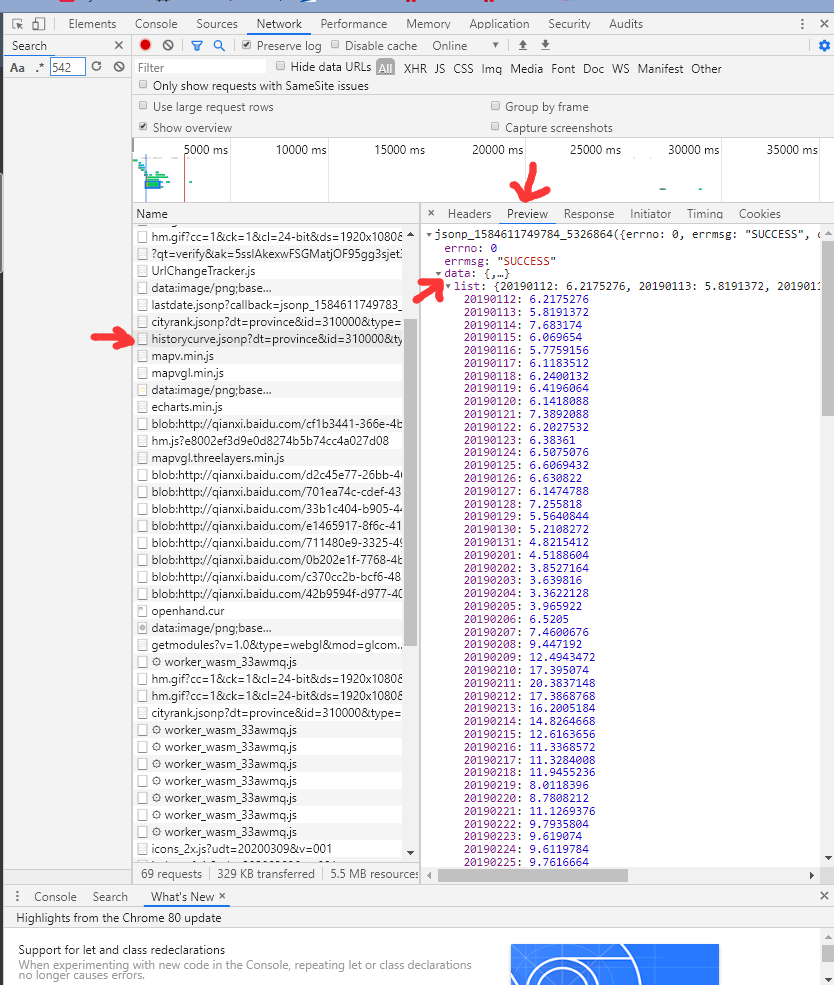 Elements Console Sources Network Performance Memory Application Security Audits
Search
Preserve log Disable cache Online
Aa .* 542
Filter Hide data URLs All XHR JS CSS Img Media Font Doc WS Manifest Other
Only show requests with SameSite issues
Use large request rows Group by frame
Show overview Capture screenshots
5000 ms 10000 ms 15000 ms 20000 ms 25000 ms 30000 ms 35000 ms
Name
hm.gif?cc=1&ck=1&cl=24-bit&ds=1920x1080&
?qt=verify&ak=5sslAkexwFSGMatjOF95gg3sjet
UrlChangeTracker.js
data:image/png;base...
lastdate.jsonp?callback=jsonp_1584611749783_
cityrank.jsonp?dt=province&id=310000&type=
historycurve.jsonp?dt=province&id=310000&ty
mapv.min.js
mapvgl.min.js
data:image/png;base...
echarts.min.js
blob:http://qianxi.baidu.com/cf1b3441-366e-4b
hm.js?e8002ef3d9e0d8274b5b74cc4a027d08
mapvgl.threelayers.min.js
blob:http://qianxi.baidu.com/d2c45e77-26bb-4
blob:http://qianxi.baidu.com/701ea74c-cdef-43
blob:http://qianxi.baidu.com/33b1c404-b905-4
blob:http://qianxi.baidu.com/e1465917-8f6c-41
blob:http://qianxi.baidu.com/711480e9-3325-49
blob:http://qianxi.baidu.com/0b202e1f-7768-4b
blob:http://qianxi.baidu.com/c370cc2b-bcf6-48
blob:http://qianxi.baidu.com/42b9594f-d977-40
openhand.cur
data:image/png;base...
getmodules?v=1.0&type=webgl&mod=glcom...
worker_wasm_33awmq.js
hm.gif?cc=1&ck=1&cl=24-bit&ds=1920x1080&
hm.gif?cc=1&ck=1&cl=24-bit&ds=1920x1080&
cityrank.jsonp?dt=province&id=310000&type=
worker_wasm_33awmq.js
worker_wasm_33awmq.js
worker_wasm_33awmq.js
worker_wasm_33awmq.js
worker_wasm_33awmq.js
worker_wasm_33awmq.js
worker_wasm_33awmq.js
icons_2x.js?udt=20200309&v=001
69 requests 329 KB transferred 5.5 MB resources
× Headers Preview Response Initiator Timing Cookies
jsonp_1584611749784_5326864({errno: 0, errmsg: "SUCCESS",
errno: 0
errmsg: "SUCCESS"
data: {,…}
list: {20190112: 6.2175276, 20190113: 5.8191372, 2019011
20190112: 6.2175276
20190113: 5.8191372
20190114: 7.683174
20190115: 6.069654
20190116: 5.7759156
20190117: 6.1183512
20190118: 6.2400132
20190119: 6.4196064
20190120: 6.1418088
20190121: 7.3892088
20190122: 6.2027532
20190123: 6.38361
20190124: 6.5075076
20190125: 6.6069432
20190126: 6.630822
20190127: 6.1474788
20190128: 7.255818
20190129: 5.5640844
20190130: 5.2108272
20190131: 4.8215412
20190201: 4.5188604
20190202: 3.8527164
20190203: 3.639816
20190204: 3.3622128
20190205: 3.965922
20190206: 6.5205
20190207: 7.4600676
20190208: 9.447192
20190209: 12.4943472
20190210: 17.395074
20190211: 20.3837148
20190212: 17.3868768
20190213: 16.2005184
20190214: 14.8264668
20190215: 12.6163656
20190216: 11.3368572
20190217: 11.3284008
20190218: 11.9455236
20190219: 8.0118396
20190220: 8.7808212
20190221: 11.1269376
20190222: 9.7935804
20190223: 9.619074
20190224: 9.6119784
20190225: 9.7616664
Console Search What's New ×
Highlights from the Chrome 80 update
Support for let and class redeclarations
When experimenting with new code in the Console, repeating let or class declarations
no longer causes errors.